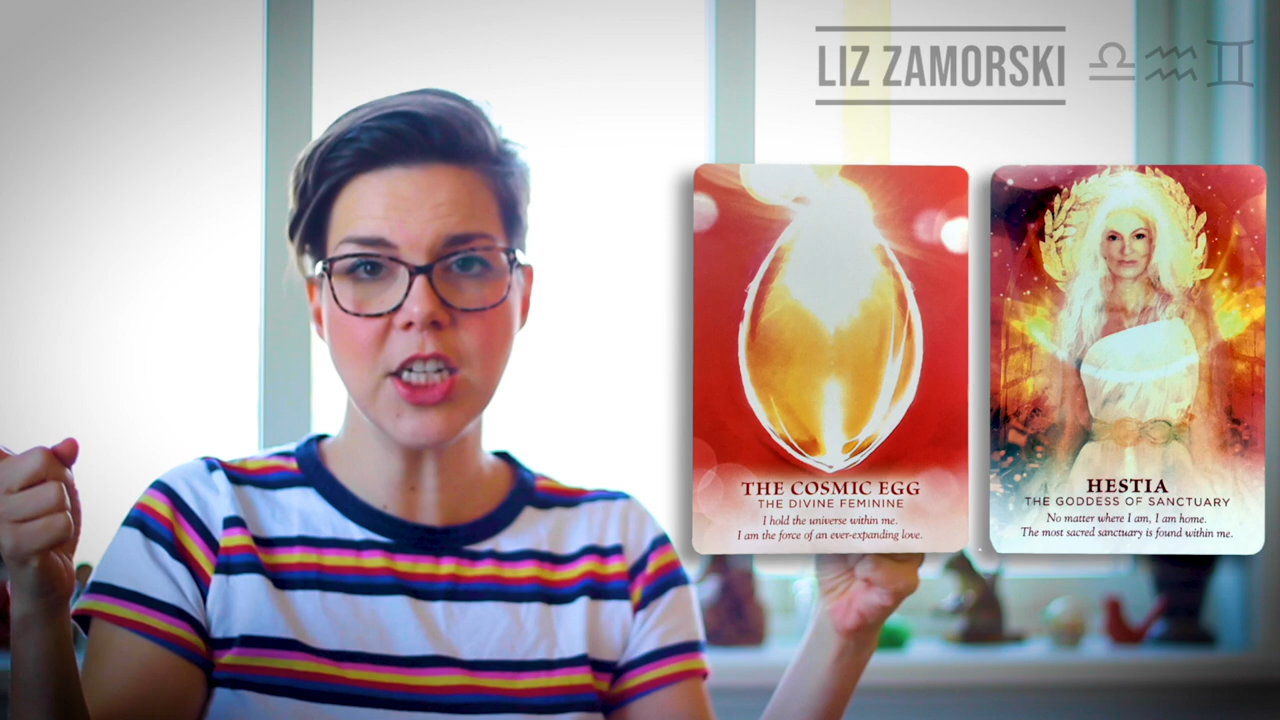 LIZ ZAMORSKI ♎︎ ♒︎ ♊︎
THE COSMIC EGG
THE DIVINE FEMININE
I hold the universe within me.
I am the force of an ever-expanding love.
HESTIA
THE GODDESS OF SANCTUARY
No matter where I am, I am home.
The most sacred sanctuary is found within me.